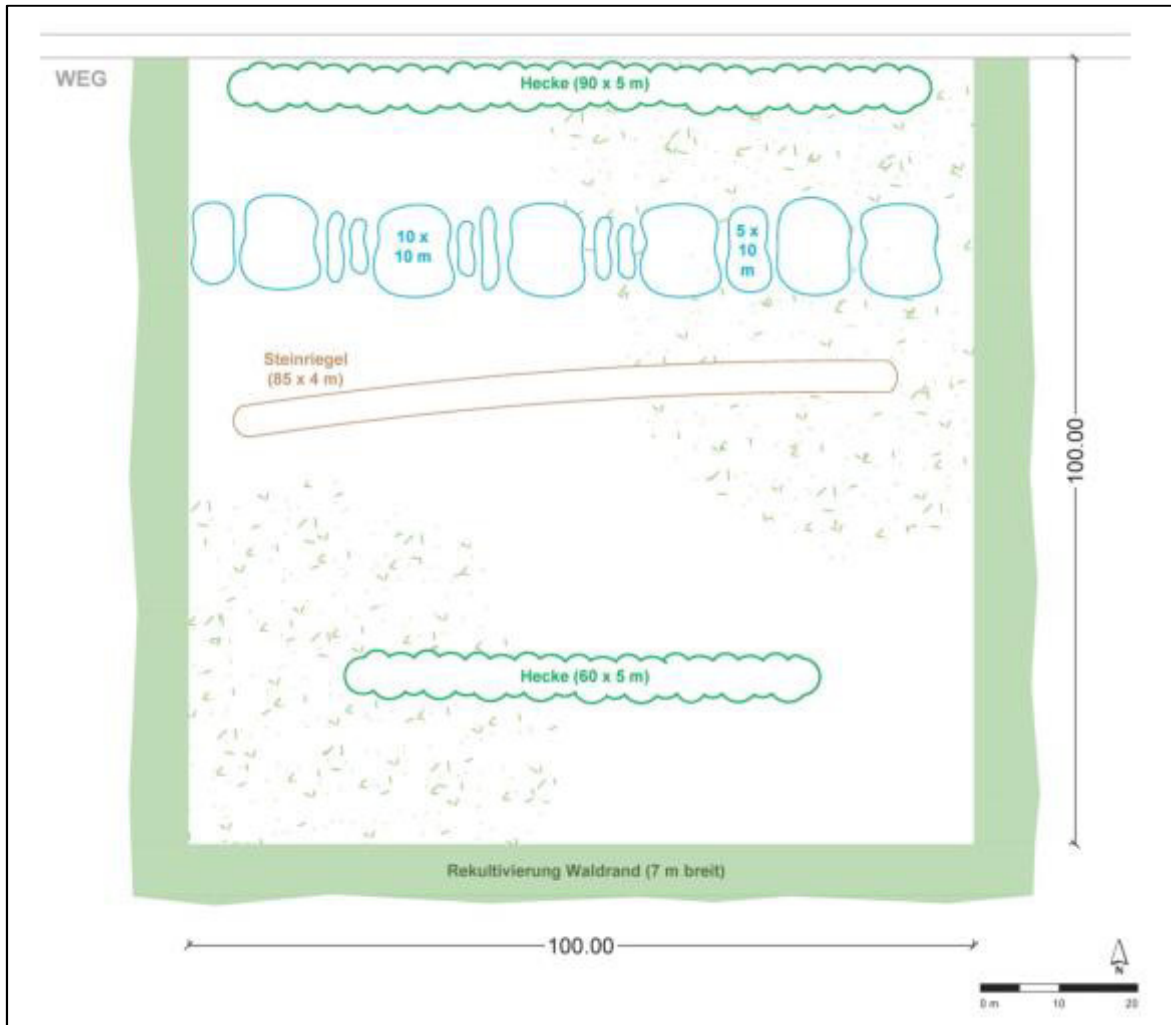 WEG
Hecke (90 x 5 m)
10 x
10 m
5 x
10
m
Steinriegel
(85 x 4 m)
100.00
Hecke (60 x 5 m)
Rekultivierung Waldrand (7 m breit)
100.00
N
0 m 10 20